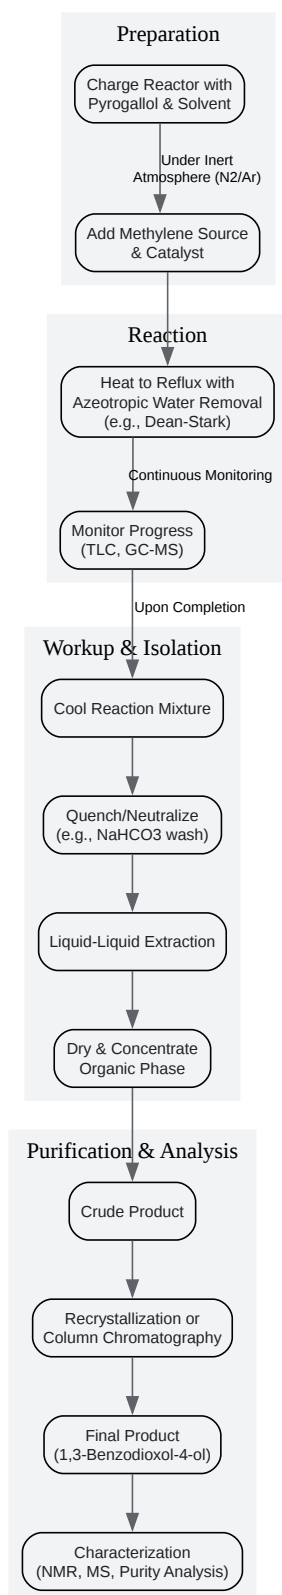 Preparation
Charge Reactor with
Pyrogallol & Solvent
Under Inert
Atmosphere (N2/Ar)
Add Methylene Source
& Catalyst
Reaction
Heat to Reflux with
Azeotropic Water Removal
(e.g., Dean-Stark)
Continuous Monitoring
Monitor Progress
(TLC, GC-MS)
Upon Completion
Workup & Isolation
Cool Reaction Mixture
Quench/Neutralize
(e.g., NaHCO3 wash)
Liquid-Liquid Extraction
Dry & Concentrate
Organic Phase
Purification & Analysis
Crude Product
Recrystallization or
Column Chromatography
Final Product
(1,3-Benzodioxol-4-ol)
Characterization
(NMR, MS, Purity Analysis)